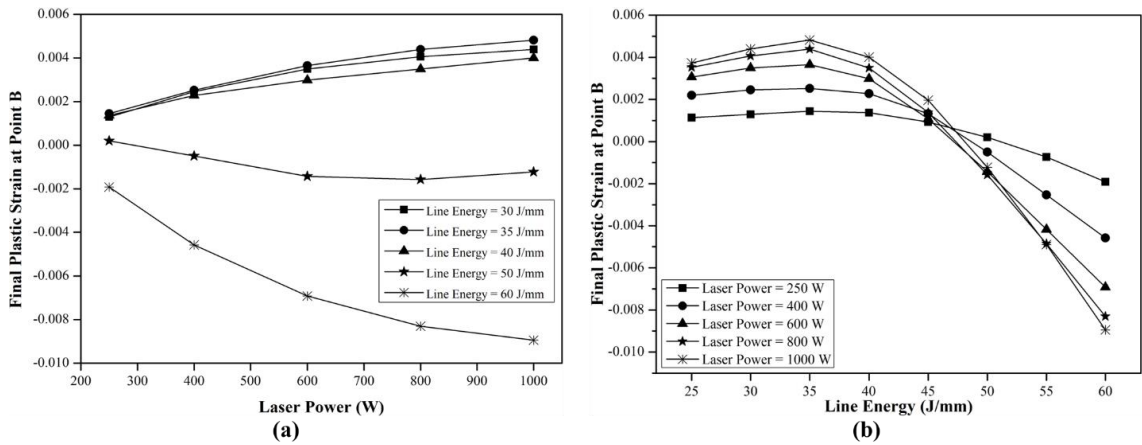 0.006
0.004
0.002
0.000
-0.002
-0.004
-0.006
-0.008
-0.010
Final Plastic Strain at Point B
Line Energy = 30 J/mm
Line Energy = 35 J/mm
Line Energy = 40 J/mm
Line Energy = 50 J/mm
Line Energy = 60 J/mm
200 300 400 500 600 700 800 900 1000
Laser Power (W)
(a)
0.006
0.004
0.002
0.000
-0.002
-0.004
-0.006
-0.008
-0.010
Final Plastic Strain at Point B
Laser Power = 250 W
Laser Power = 400 W
Laser Power = 600 W
Laser Power = 800 W
Laser Power = 1000 W
25 30 35 40 45 50 55 60
Line Energy (J/mm)
(b)